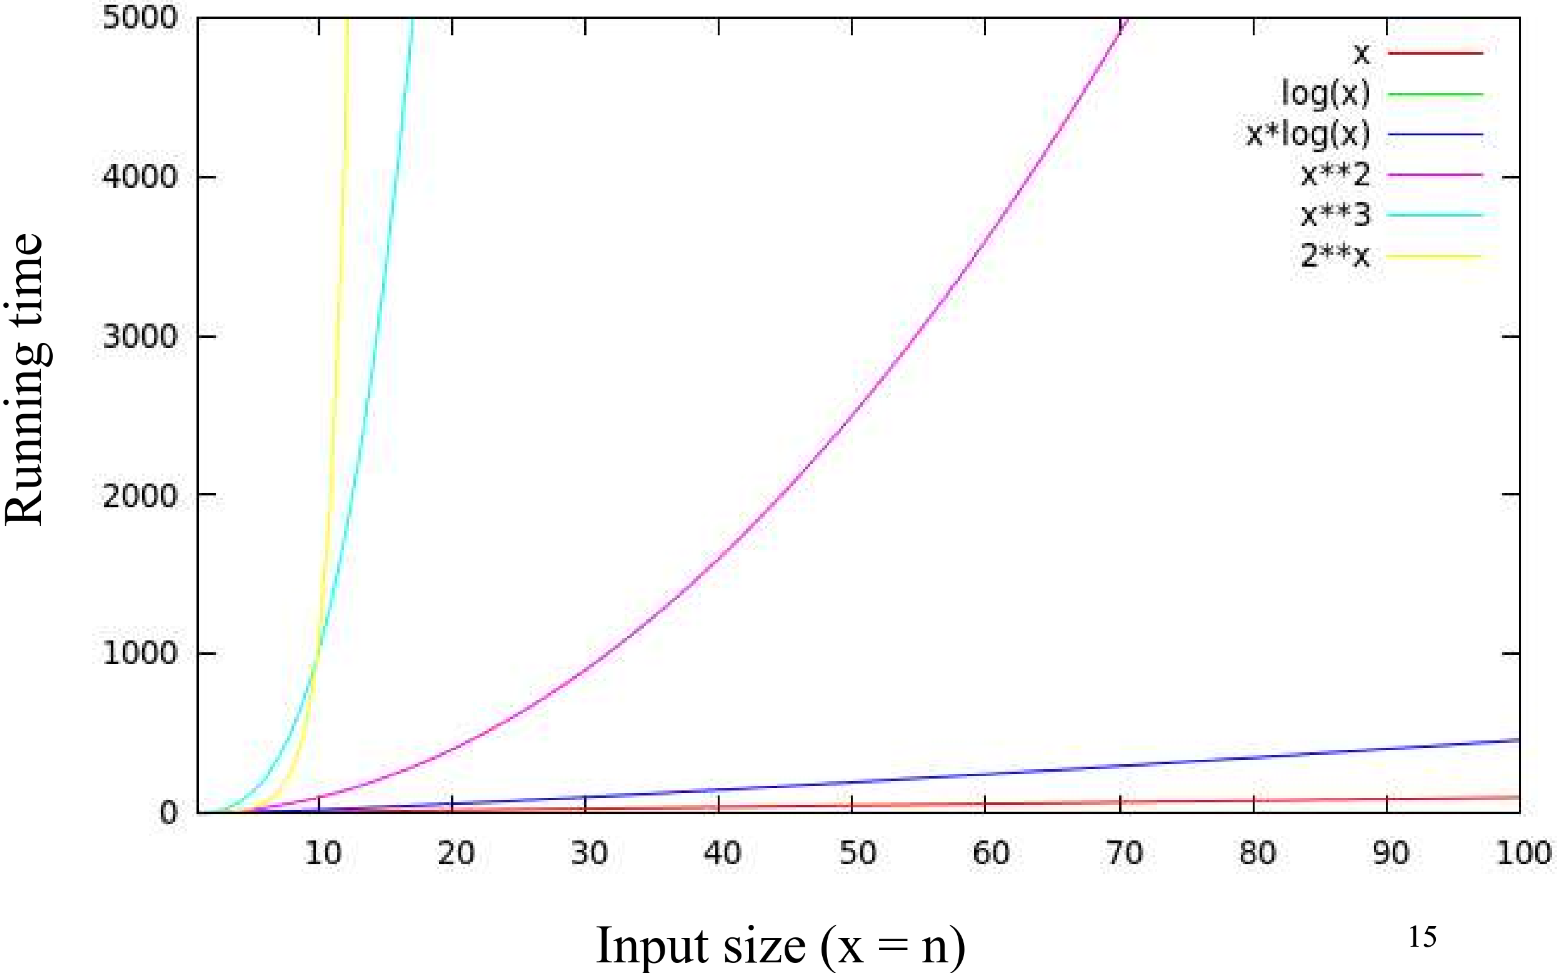 5000
4000
3000
2000
1000
0
Running time
x
log(x)
x*log(x)
x**2
x**3
2**x
10 20 30 40 50 60 70 80 90 100
Input size (x = n)
15